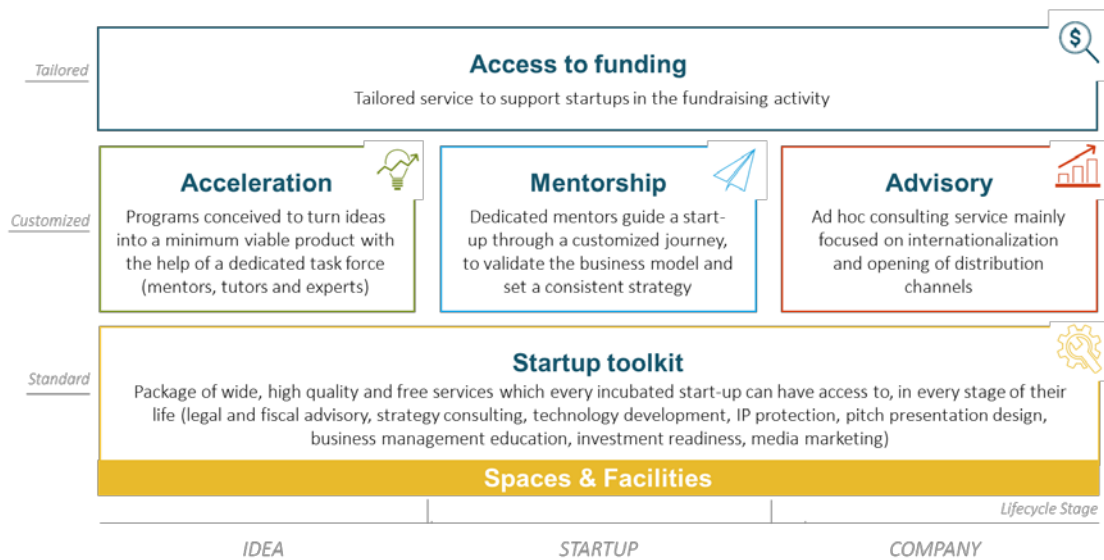 $
Tailored
Access to funding
Tailored service to support startups in the fundraising activity
Customized
Acceleration
Programs conceived to turn ideas
into a minimum viable product with
the help of a dedicated task force
(mentors, tutors and experts)
Mentorship
Dedicated mentors guide a start-
up through a customized journey,
to validate the business model and
set a consistent strategy
Advisory
Ad hoc consulting service mainly
focused on internationalization
and opening of distribution
channels
Standard
Startup toolkit
Package of wide, high quality and free services which every incubated start-up can have access to, in every stage of their
life (legal and fiscal advisory, strategy consulting, technology development, IP protection, pitch presentation design,
business management education, investment readiness, media marketing)
Spaces & Facilities
Lifecycle Stage
IDEA
STARTUP
COMPANY